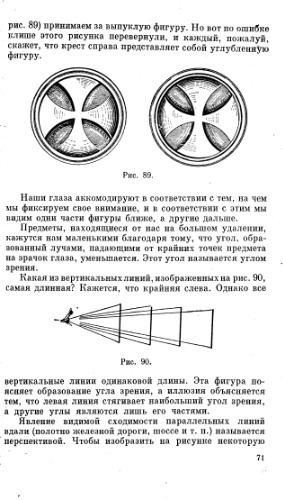 рис. 89) принимаем за выпуклую фигуру. Но вот по ошибке
клише этого рисунка перевернули, и каждый, пожалуй,
скажет, что крест справа представляет собой углубленную
фигуру.
Рис. 89.
Наши глаза аккомодируют в соответствии с тем, на чем
мы фиксируем свое внимание, и в соответствии с этим мы
видим одни части фигуры ближе, а другие дальше.
Предметы, находящиеся от нас на большом удалении,
кажутся нам маленькими благодаря тому, что угол, обра-
зованный лучами, падающими от крайних точек предмета
на зрачок глаза, уменьшается. Этот угол называется углом
зрения.
Какая из вертикальных линий, изображенных на рис. 90,
самая длинная? Кажется, что крайняя слева. Однако все
Рис. 90.
вертикальные линии одинаковой длины. Эта фигура по-
ясняет образование угла зрения, а иллюзия объясняется
тем, что левая линия стягивает наибольший угол зрения,
а другие углы являются лишь его частями.
Явление видимой сходимости параллельных линий
вдали (полотно железной дороги, шоссе и т. п.) называется
перспективой. Чтобы изобразить на рисунке некоторую
71